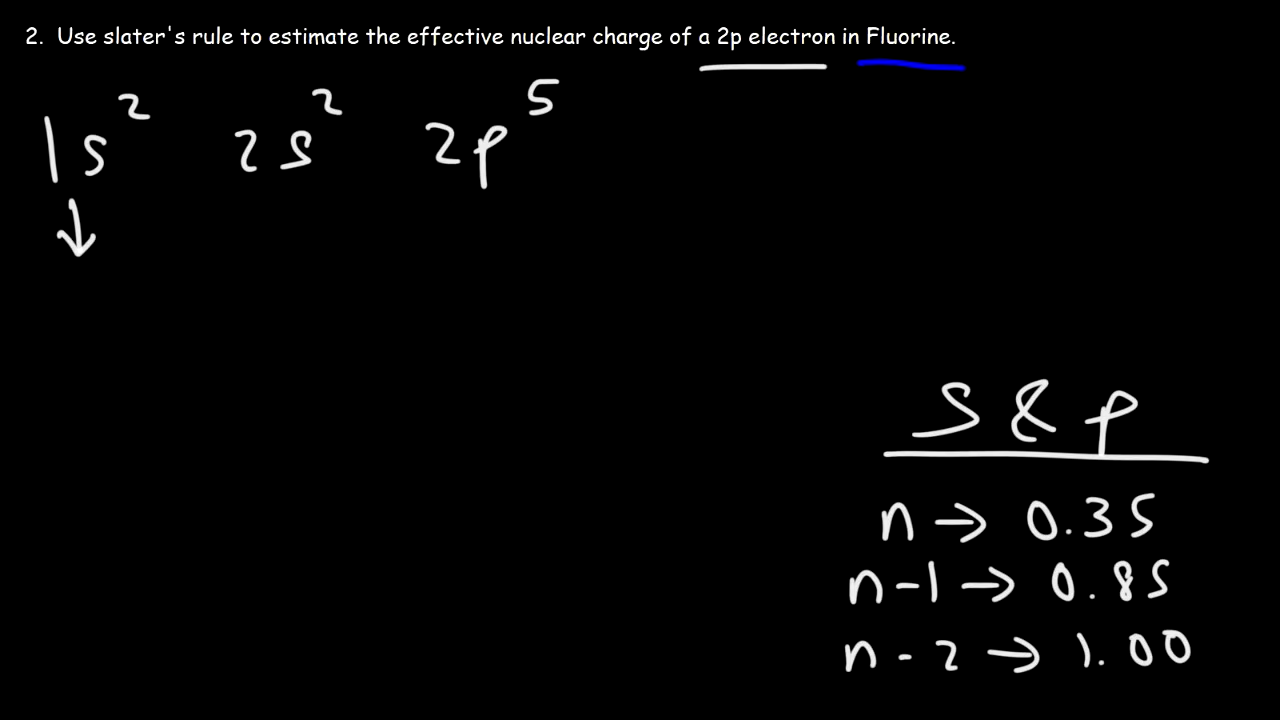 2. Use slater's rule to estimate the effective nuclear charge of a 2p electron in Fluorine.
1s² 2s² 2p⁵
↓
S & p
n → 0.35
n-1 → 0.85
n-2 → 1.00